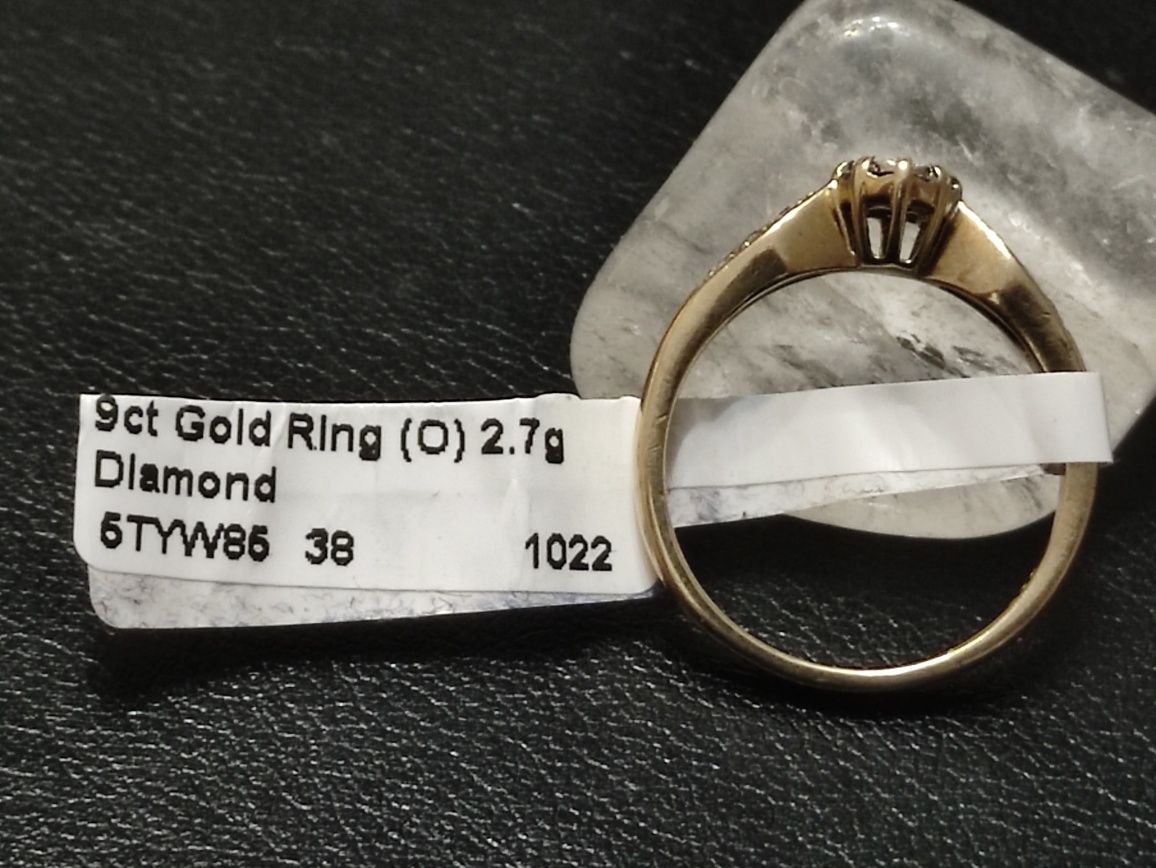 9ct Gold Ring (O) 2.7g
Diamond
5TYW85 38 1022